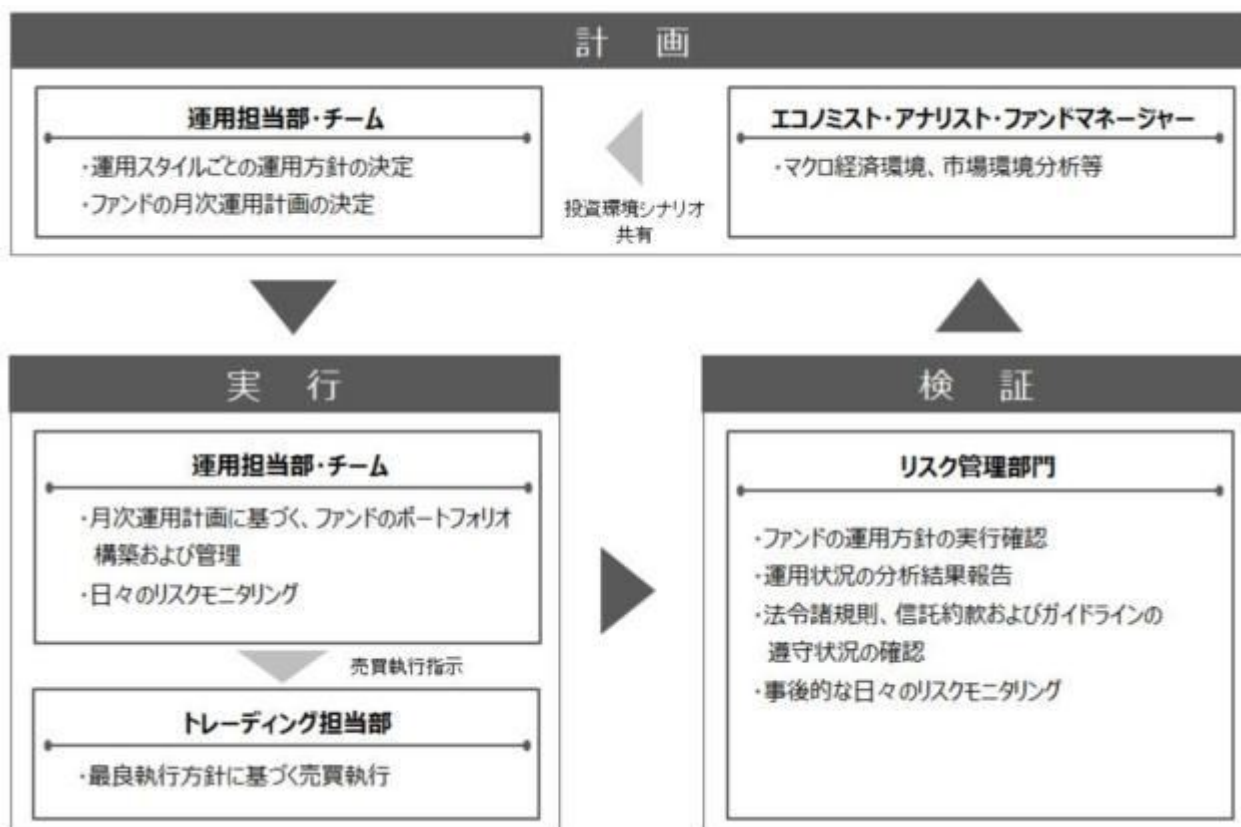 計 画
運用担当部・チーム
・運用スタイルごとの運用方針の決定
・ファンドの月次運用計画の決定
投資環境シナリオ
共有
エコノミスト・アナリスト・ファンドマネージャー
・マクロ経済環境、市場環境分析等
実 行
運用担当部・チーム
・月次運用計画に基づく、ファンドのポートフォリオ
構築および管理
・日々のリスクモニタリング
売買執行指示
トレーディング担当部
・最良執行方針に基づく売買執行
検 証
リスク管理部門
・ファンドの運用方針の実行確認
・運用状況の分析結果報告
・法令諸規則、信託約款およびガイドラインの
遵守状況の確認
・事後的な日々のリスクモニタリング